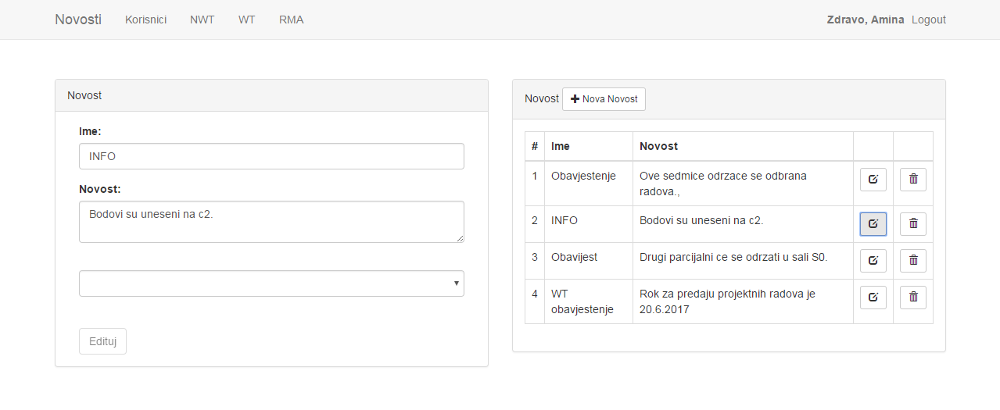 Novosti Korisnici NWT WT RMA Zdravo, Amina Logout
Novost
Ime:
INFO
Novost:
Bodovi su uneseni na c2.
Edituj
Novost Nova Novost
# Ime Novost
1 Obavjestenje Ove sedmice odrzace se odbrana
radova.,
2 INFO Bodovi su uneseni na c2.
3 Obavijest Drugi parcijalni ce se odrzati u sali S0.
4 WT Rok za predaju projektnih radova je
obavjestenje 20.6.2017